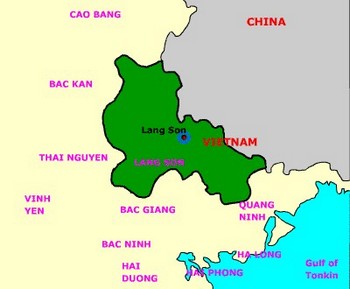 CAO BANG
CHINA
BAC KAN
Lang Son
VIETNAM
THAI NGUYEN
LANG SON
VINH
YEN
BAC GIANG
QUANG
NINH
BAC NINH
HA LONG
HAI
DUONG
HAI PHONG
Gulf of
Tonkin